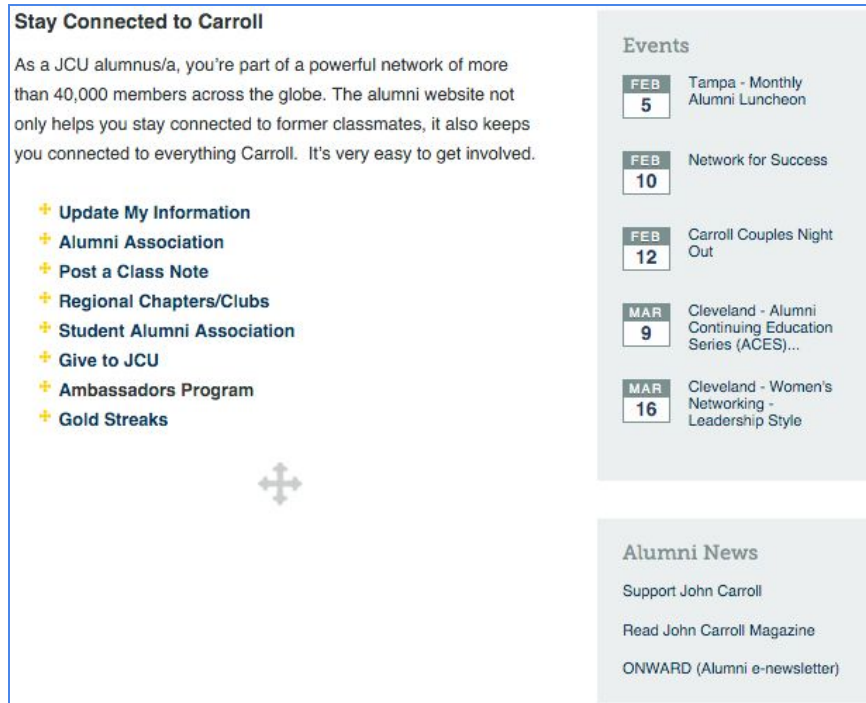 Stay Connected to Carroll
As a JCU alumnus/a, you’re part of a powerful network of more
than 40,000 members across the globe. The alumni website not
only helps you stay connected to former classmates, it also keeps
you connected to everything Carroll.  It’s very easy to get involved.
Update My Information
Alumni Association
Post a Class Note
Regional Chapters/Clubs
Student Alumni Association
Give to JCU
Ambassadors Program
Gold Streaks
Events
FEB
5
Tampa - Monthly
Alumni Luncheon
FEB
10
Network for Success
FEB
12
Carroll Couples Night
Out
MAR
9
Cleveland - Alumni
Continuing Education
Series (ACES)...
MAR
16
Cleveland - Women's
Networking -
Leadership Style
Alumni News
Support John Carroll
Read John Carroll Magazine
ONWARD (Alumni e-newsletter)